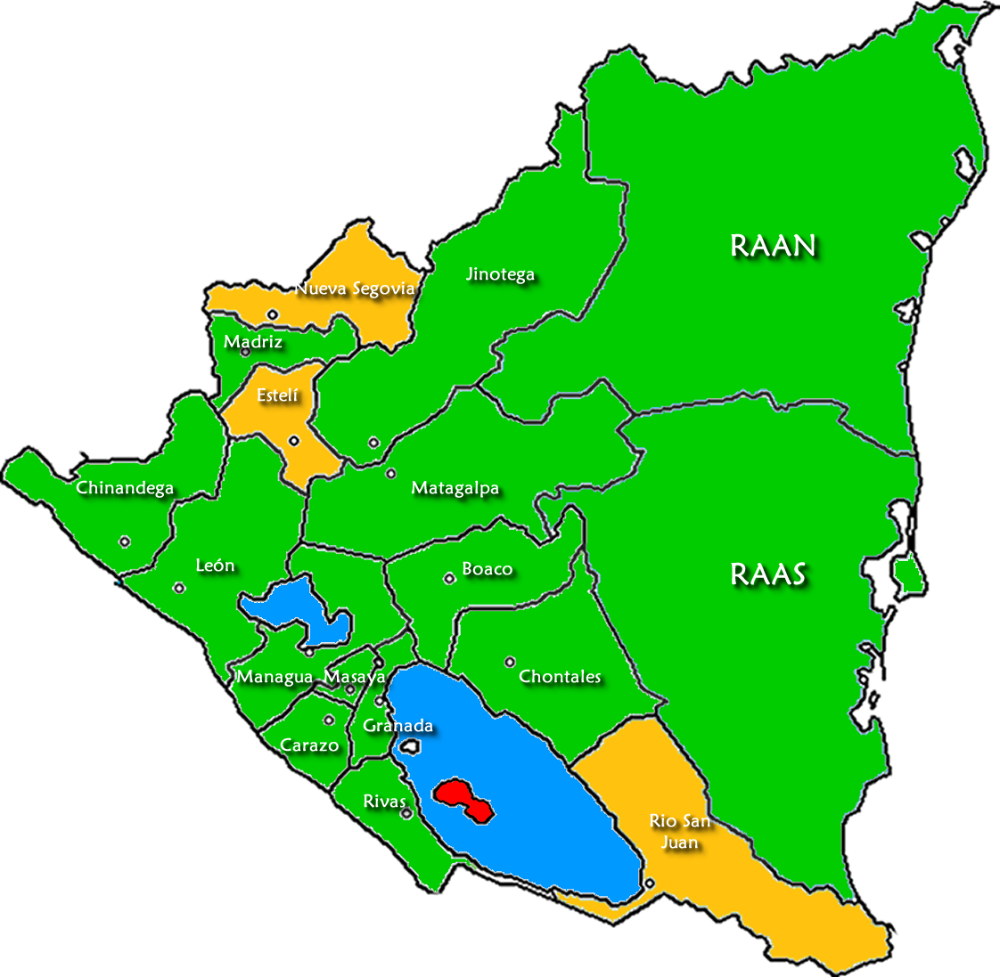 RAAN
Jinotega
Nueva Segovia
Madriz
Estelí
Chinandega
Matagalpa
León
Boaco
RAAS
Managua
Masaya
Chontales
Granada
Carazo
Rivas
Rio San
Juan